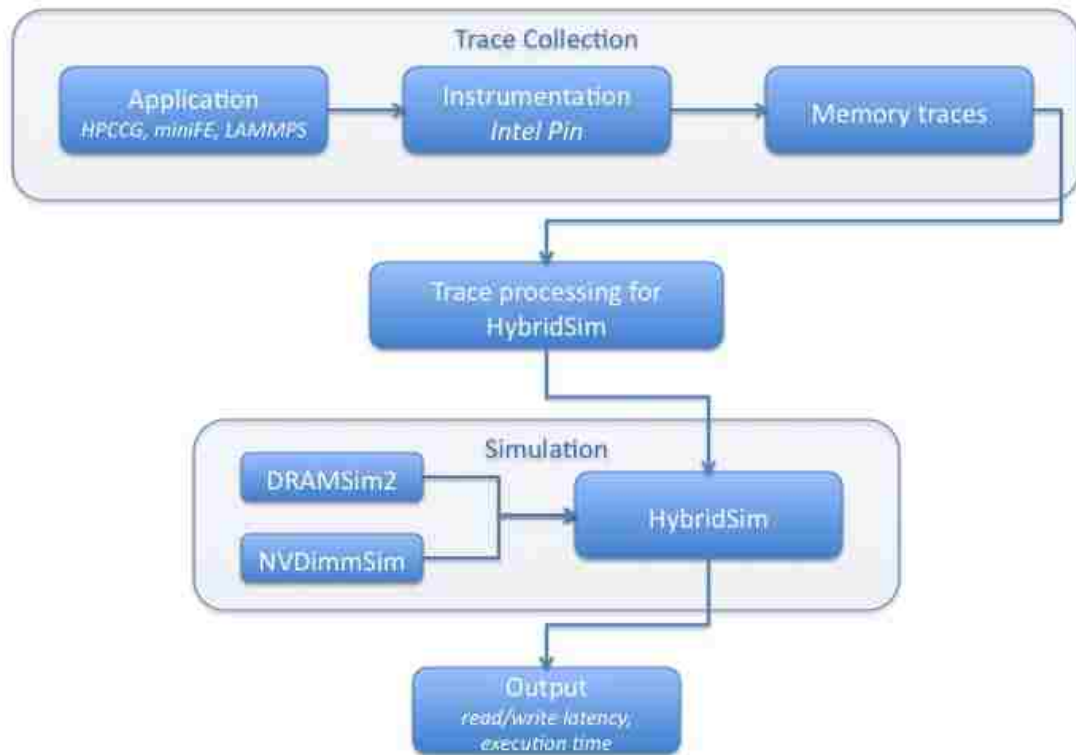 Trace Collection
Application
HPCCG, miniFE, LAMMPS
Instrumentation
Intel Pin
Memory traces
Trace processing for
HybridSim
Simulation
DRAMSim2
NVDimmSim
HybridSim
Output
read/write latency,
execution time